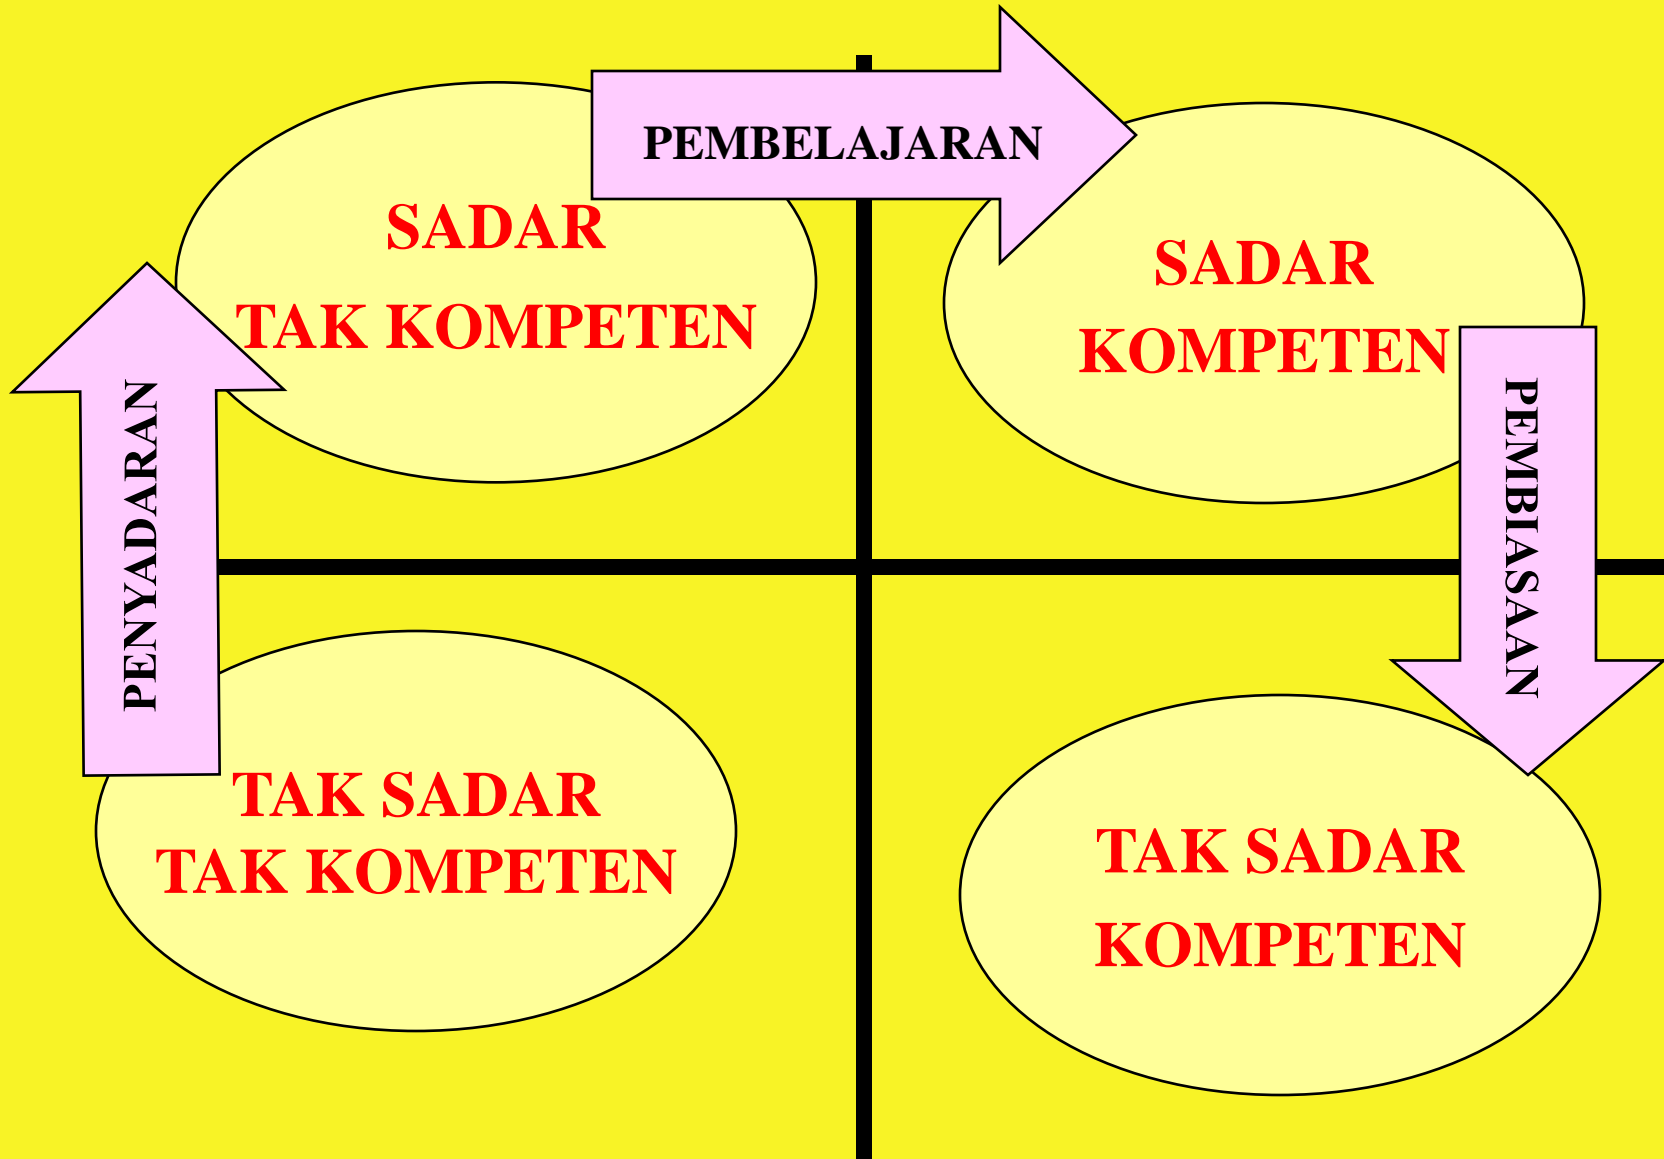 PEMBELAJARAN
SADAR
TAK KOMPETEN
SADAR
KOMPETEN
PENYADARAN
PEMBIASAAN
TAK SADAR
TAK KOMPETEN
TAK SADAR
KOMPETEN